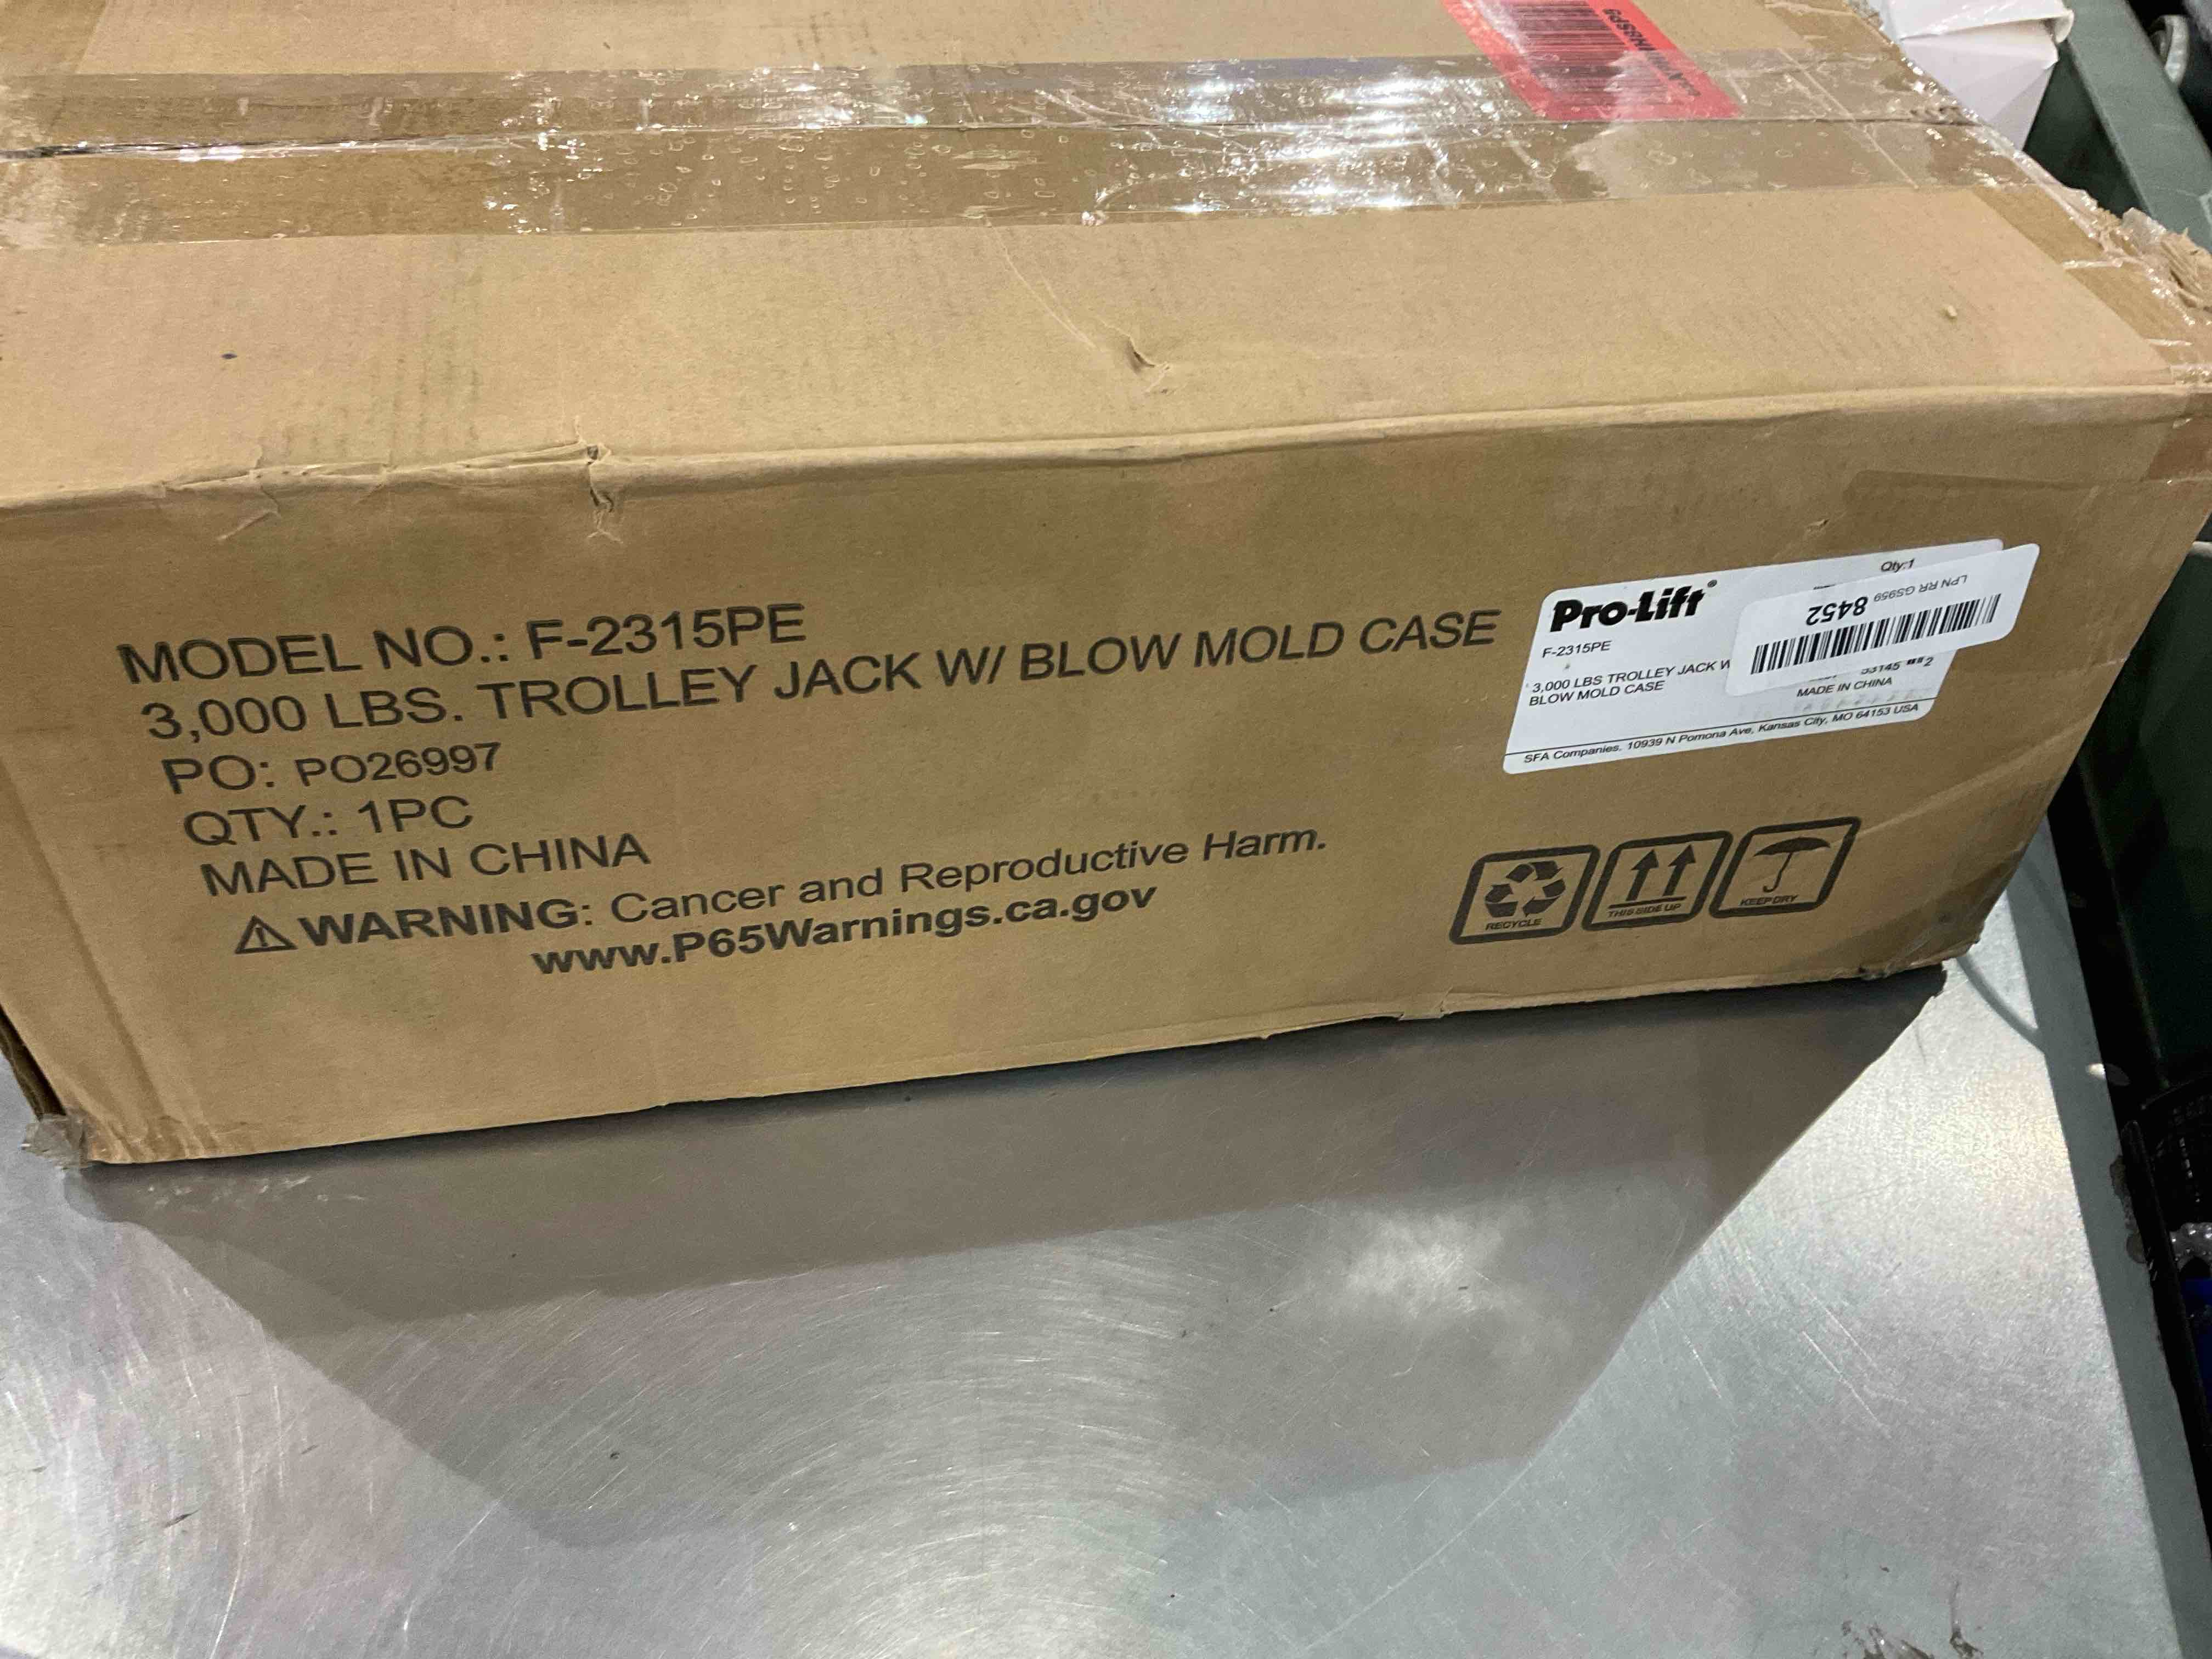 MODEL NO.: F-2315PE
3,000 LBS. TROLLEY JACK W/ BLOW MOLD CASE
PO: PO26997
QTY.: 1PC
MADE IN CHINA
WARNING: Cancer and Reproductive Harm.
www.P65Warnings.ca.gov
Pro-Lift®
Qty:1
F-2315PE
3,000 LBS TROLLEY JACK W
BLOW MOLD CASE
LPN RR GS959 8452
53145 2
MADE IN CHINA
SFA Companies. 10939 N Pomona Ave, Kansas City, MO 64153 USA
RECYCLE
THIS SIDE UP
KEEP DRY